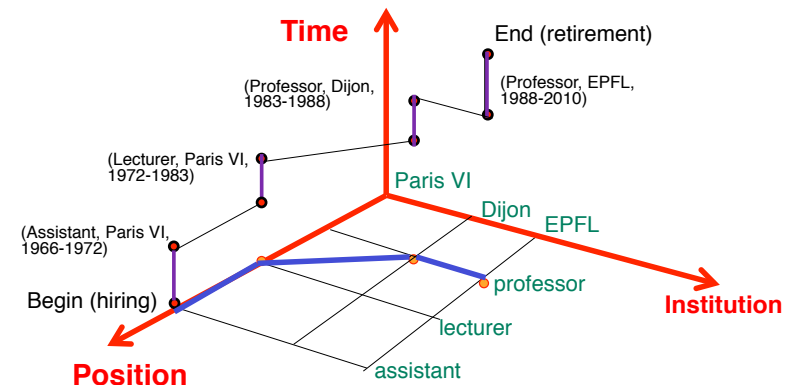 Time
End (retirement)
(Professor, Dijon,
1983-1988)
(Professor, EPFL,
1988-2010)
(Lecturer, Paris VI,
1972-1983)
Paris VI
Dijon
EPFL
(Assistant, Paris VI,
1966-1972)
Begin (hiring)
professor
Institution
lecturer
assistant
Position